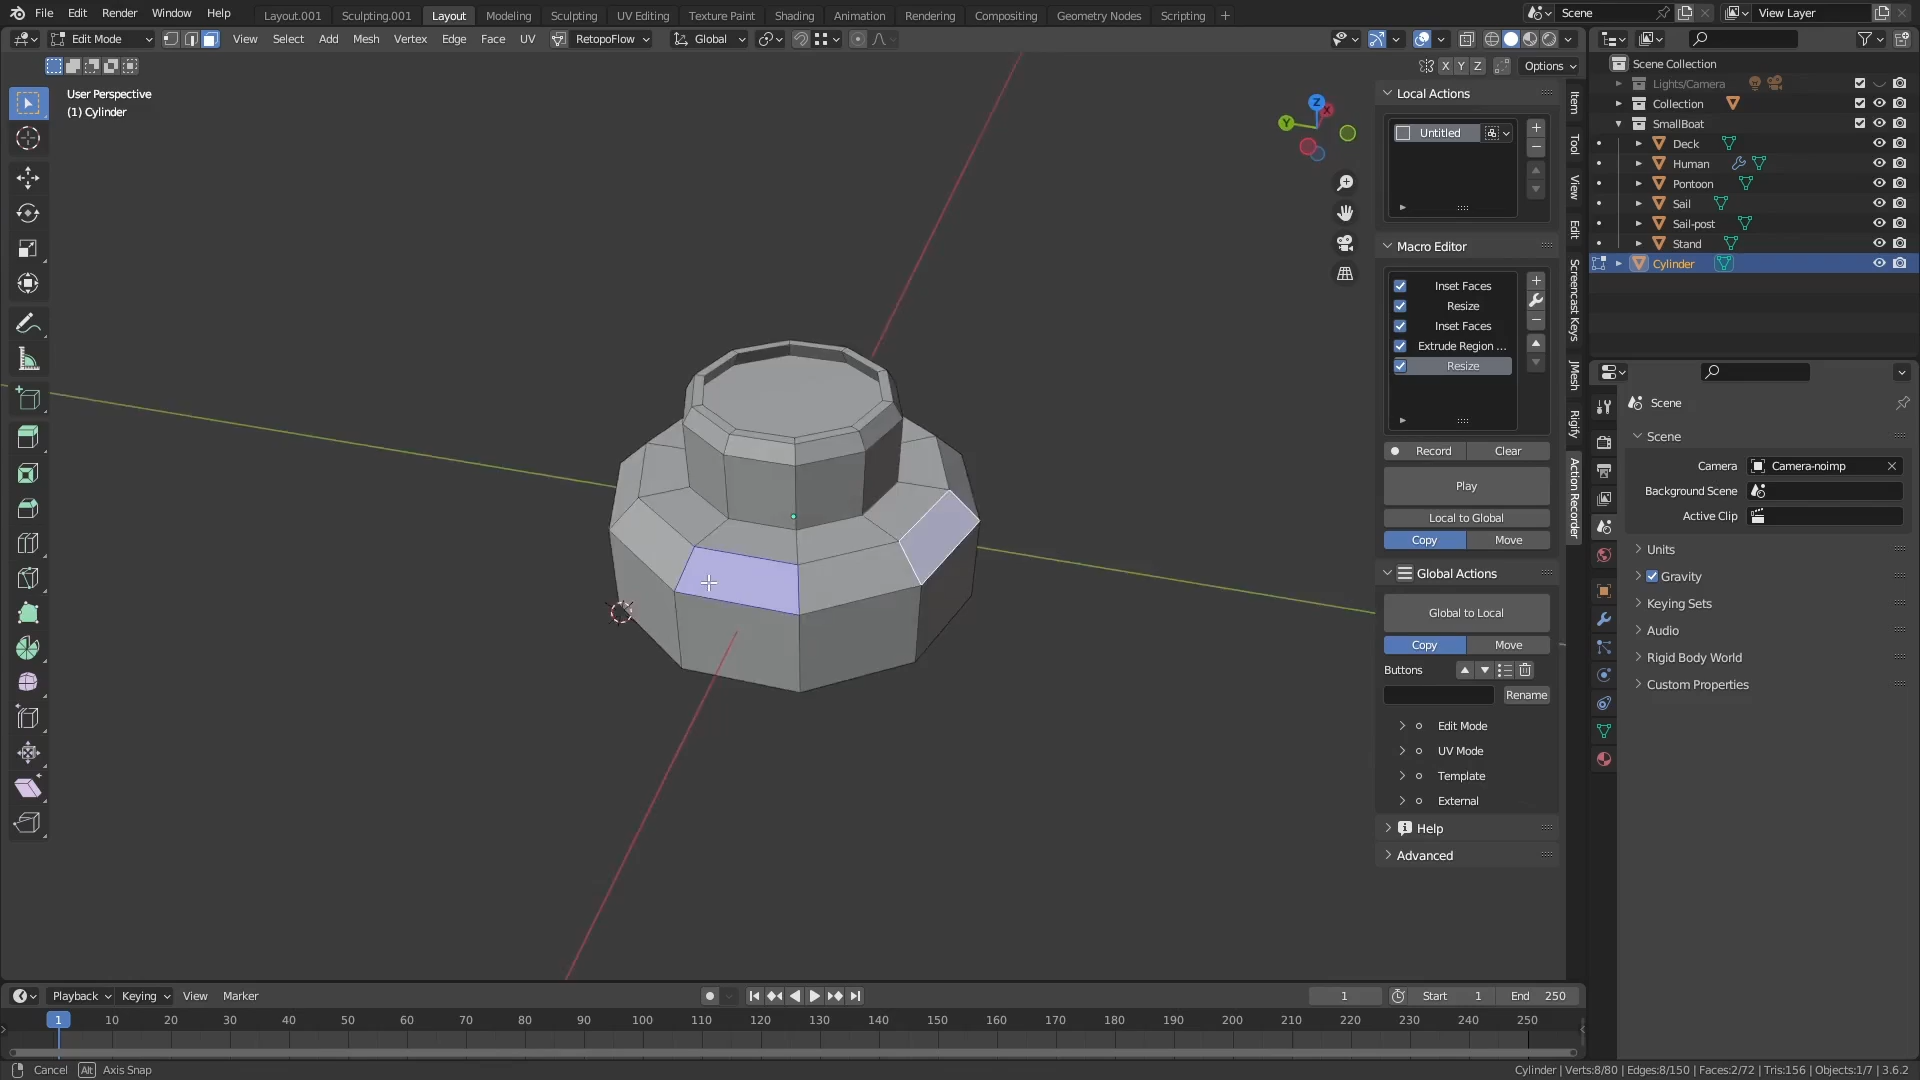 File Edit Render Window Help
Layout.001 Sculpting.001 Layout Modeling Sculpting UV Editing Texture Paint Shading Animation Rendering Compositing Geometry Nodes Scripting +
Scene View Layer
Edit Mode View Select Add Mesh Vertex Edge Face UV RetopoFlow Global
X Y Z Options
User Perspective
(1) Cylinder
Z X Y
Local Actions
Untitled
Macro Editor
Inset Faces
Resize
Inset Faces
Extrude Region ...
Resize
Record Clear
Play
Local to Global
Copy Move
Global Actions
Global to Local
Copy Move
Buttons
Rename
Edit Mode
UV Mode
Template
External
Help
Advanced
Item
Tool
View
Edit
Screencast Keys
JMesh
Rigify
Action Recorder
Scene Collection
Lights/Camera
Collection
SmallBoat
Deck
Human
Pontoon
Sail
Sail-post
Stand
Cylinder
Scene
Scene
Camera Camera-noimp
Background Scene
Active Clip
Units
Gravity
Keying Sets
Audio
Rigid Body World
Custom Properties
Playback Keying View Marker
1 Start 1 End 250
1 10 20 30 40 50 60 70 80 90 100 110 120 130 140 150 160 170 180 190 200 210 220 230 240 250
Cancel Alt Axis Snap
Cylinder | Verts:8/80 | Edges:8/150 | Faces:2/72 | Tris:156 | Objects:1/7 | 3.6.2